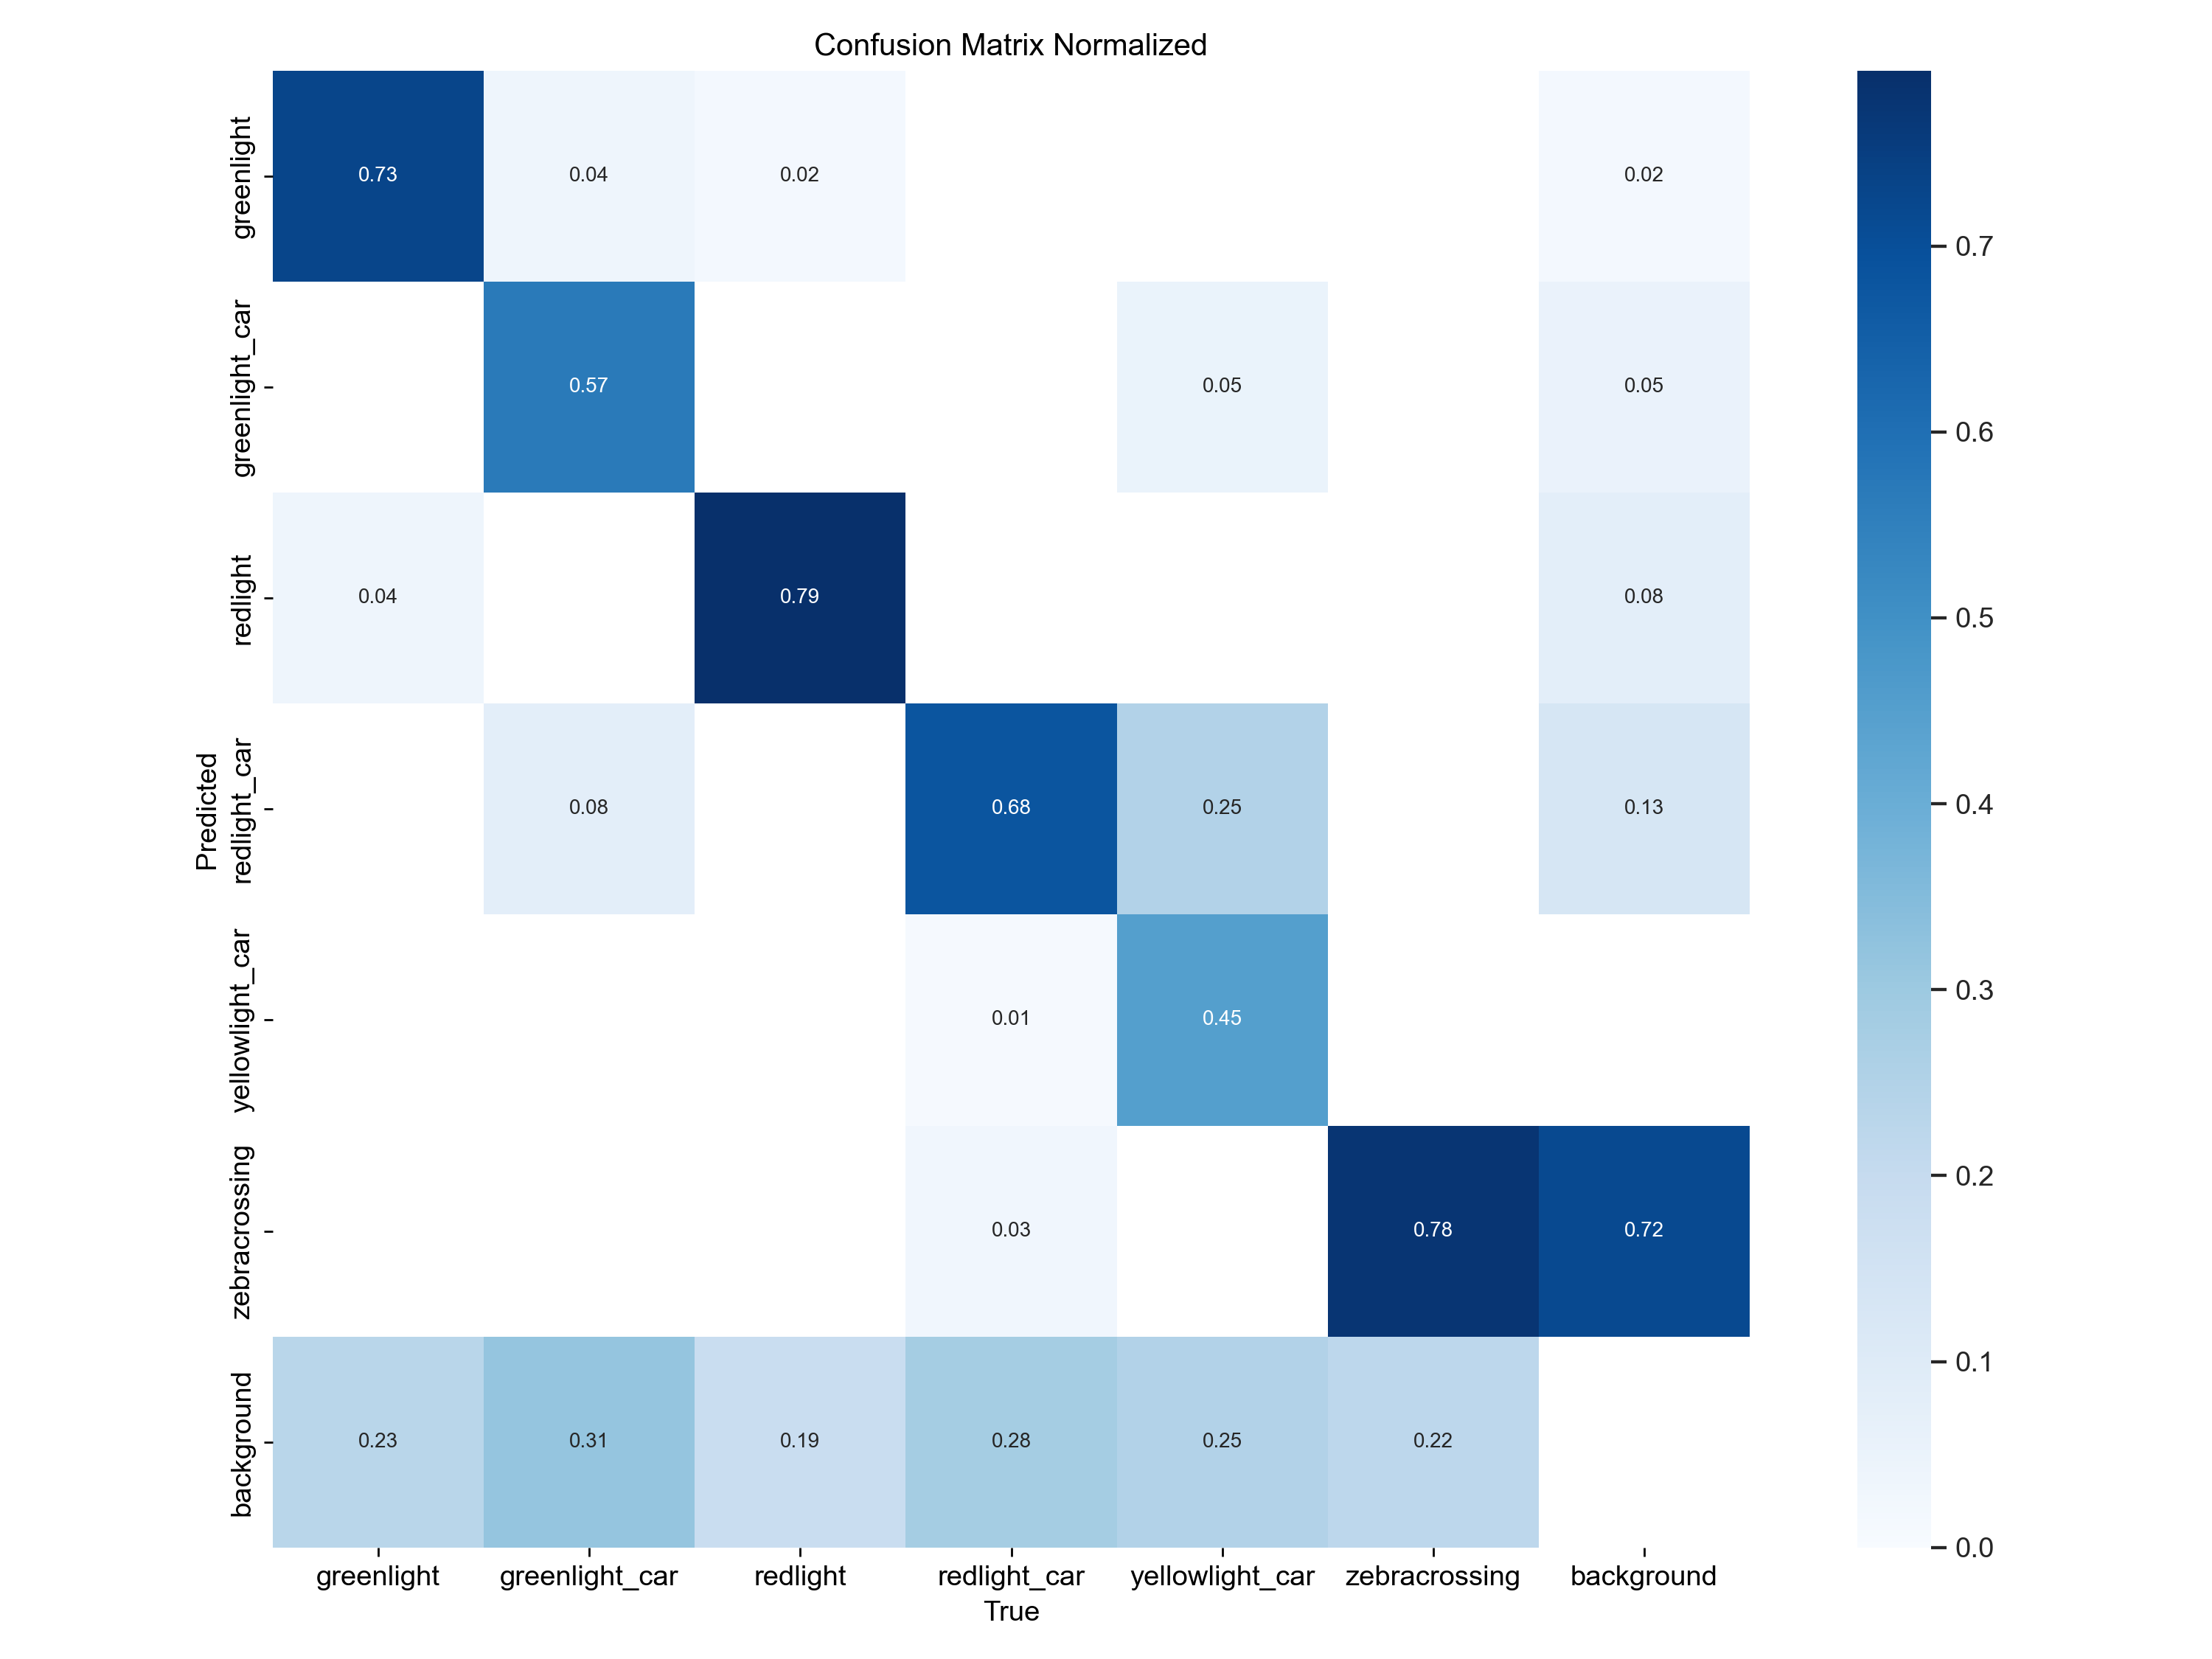 Confusion Matrix Normalized
greenlight
0.73 0.04 0.02 0.02
greenlight_car
0.57 0.05 0.05
redlight
0.04 0.79 0.08
Predicted
redlight_car
0.08 0.68 0.25 0.13
yellowlight_car
0.01 0.45
zebracrossing
0.03 0.78 0.72
background
0.23 0.31 0.19 0.28 0.25 0.22
greenlight greenlight_car redlight redlight_car yellowlight_car zebracrossing background
True
0.7
0.6
0.5
0.4
0.3
0.2
0.1
0.0